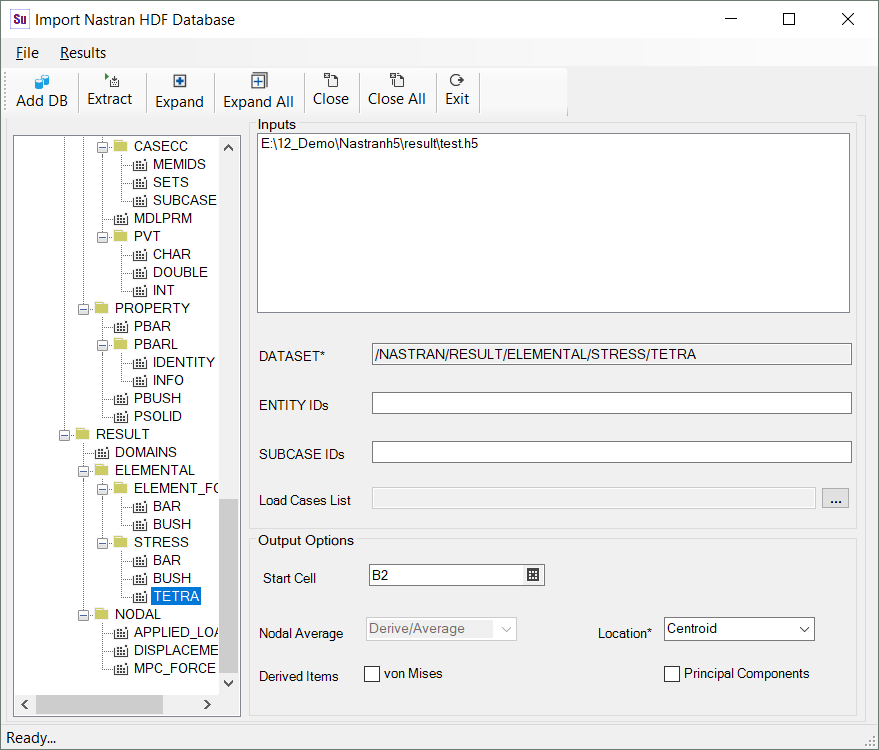 Su Import Nastran HDF Database
File Results
Add DB Extract Expand Expand All Close Close All Exit
CASECC
MEMIDS
SETS
SUBCASE
MDLPRM
PVT
CHAR
DOUBLE
INT
PROPERTY
PBAR
PBARL
IDENTITY
INFO
PBUSH
PSOLID
RESULT
DOMAINS
ELEMENTAL
ELEMENT_FO
BAR
BUSH
STRESS
BAR
BUSH
TETRA
NODAL
APPLIED_LOA
DISPLACEME
MPC_FORCE
Inputs
E:\12_Demo\Nastranh5\result\test.h5
DATASET* /NASTRAN/RESULT/ELEMENTAL/STRESS/TETRA
ENTITY IDs
SUBCASE IDs
Load Cases List ...
Output Options
Start Cell B2
Nodal Average Derive/Average Location* Centroid
Derived Items von Mises Principal Components
Ready...